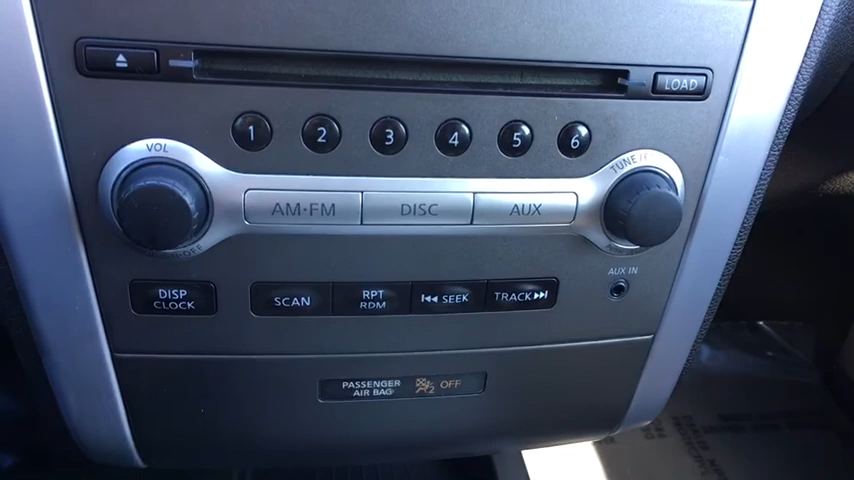 LOAD
1 2 3 4 5 6
VOL
TUNE/F
AM·FM DISC AUX
AUX IN
DISP
CLOCK
SCAN
RPT
RDM
SEEK
TRACK
PASSENGER
AIR BAG
2 OFF